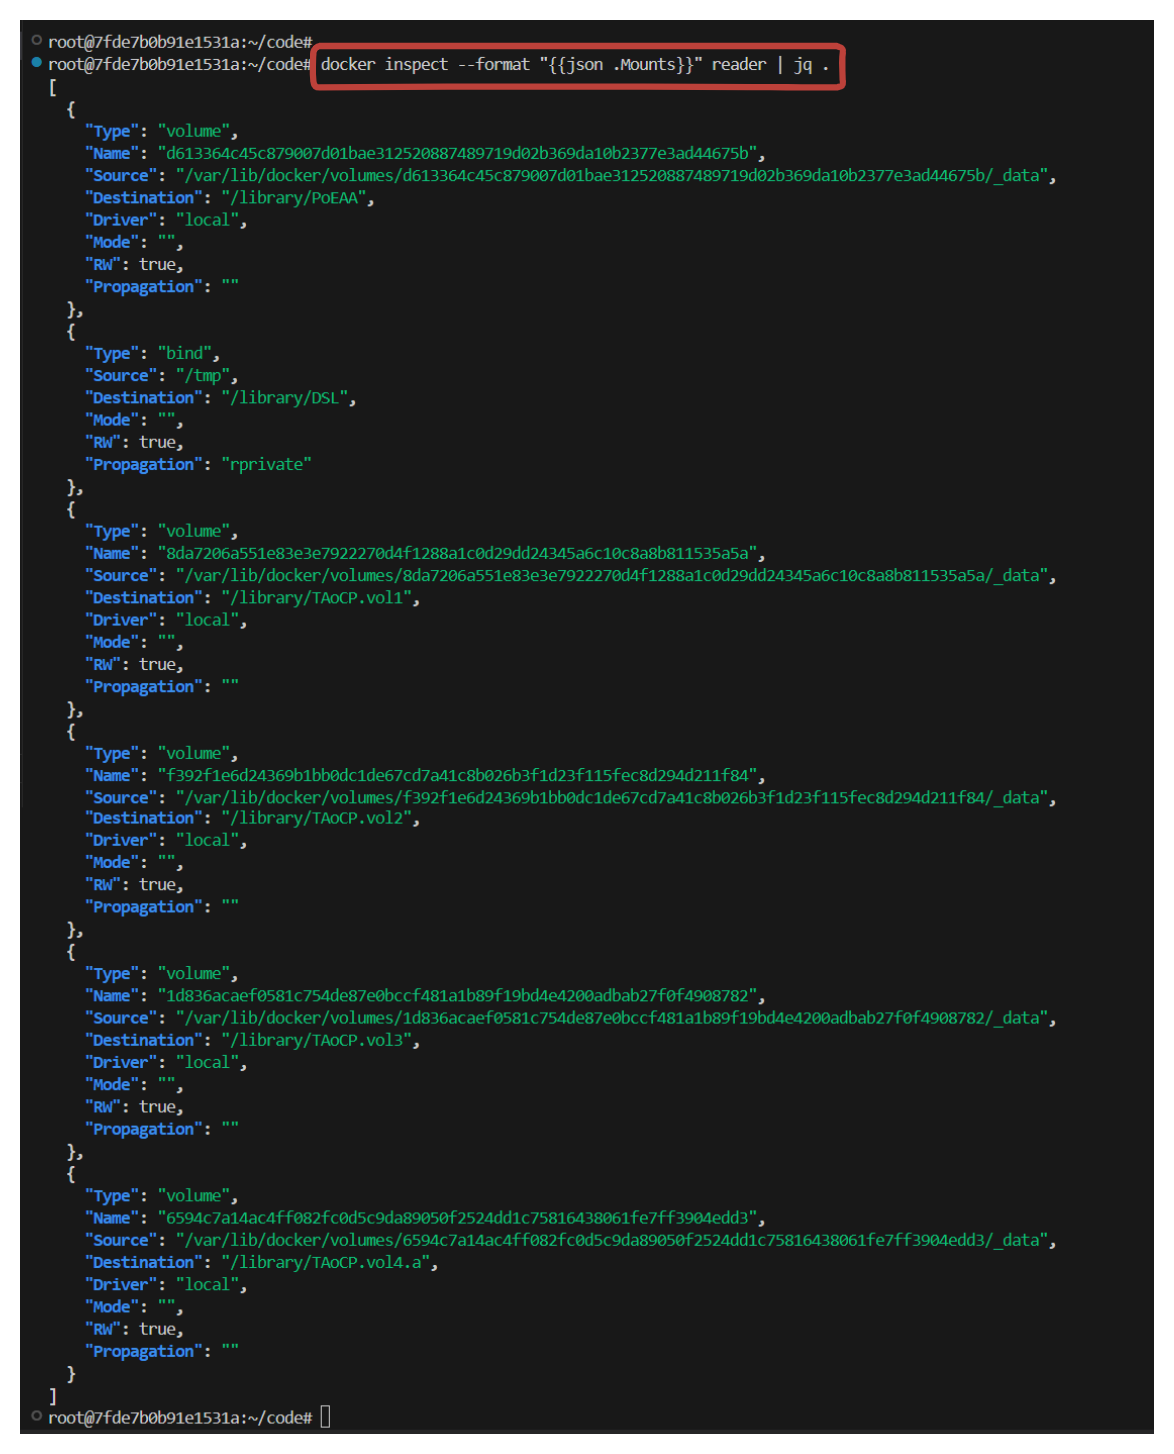 root@7fde7b0b91e1531a:~/code#
root@7fde7b0b91e1531a:~/code# docker inspect --format "{{json .Mounts}}" reader | jq .
[
  {
    "Type": "volume",
    "Name": "d613364c45c879007d01bae312520887489719d02b369da10b2377e3ad44675b",
    "Source": "/var/lib/docker/volumes/d613364c45c879007d01bae312520887489719d02b369da10b2377e3ad44675b/_data",
    "Destination": "/library/PoEAA",
    "Driver": "local",
    "Mode": "",
    "RW": true,
    "Propagation": ""
  },
  {
    "Type": "bind",
    "Source": "/tmp",
    "Destination": "/library/DSL",
    "Mode": "",
    "RW": true,
    "Propagation": "rprivate"
  },
  {
    "Type": "volume",
    "Name": "8da7206a551e83e3e7922270d4f1288a1c0d29dd24345a6c10c8a8b811535a5a",
    "Source": "/var/lib/docker/volumes/8da7206a551e83e3e7922270d4f1288a1c0d29dd24345a6c10c8a8b811535a5a/_data",
    "Destination": "/library/TAoCP.vol1",
    "Driver": "local",
    "Mode": "",
    "RW": true,
    "Propagation": ""
  },
  {
    "Type": "volume",
    "Name": "f392f1e6d24369b1bb0dc1de67cd7a41c8b026b3f1d23f115fec8d294d211f84",
    "Source": "/var/lib/docker/volumes/f392f1e6d24369b1bb0dc1de67cd7a41c8b026b3f1d23f115fec8d294d211f84/_data",
    "Destination": "/library/TAoCP.vol2",
    "Driver": "local",
    "Mode": "",
    "RW": true,
    "Propagation": ""
  },
  {
    "Type": "volume",
    "Name": "1d836acaef0581c754de87e0bccf481a1b89f19bd4e4200adbab27f0f4908782",
    "Source": "/var/lib/docker/volumes/1d836acaef0581c754de87e0bccf481a1b89f19bd4e4200adbab27f0f4908782/_data",
    "Destination": "/library/TAoCP.vol3",
    "Driver": "local",
    "Mode": "",
    "RW": true,
    "Propagation": ""
  },
  {
    "Type": "volume",
    "Name": "6594c7a14ac4ff082fc0d5c9da89050f2524dd1c75816438061fe7ff3904edd3",
    "Source": "/var/lib/docker/volumes/6594c7a14ac4ff082fc0d5c9da89050f2524dd1c75816438061fe7ff3904edd3/_data",
    "Destination": "/library/TAoCP.vol4.a",
    "Driver": "local",
    "Mode": "",
    "RW": true,
    "Propagation": ""
  }
]
root@7fde7b0b91e1531a:~/code#